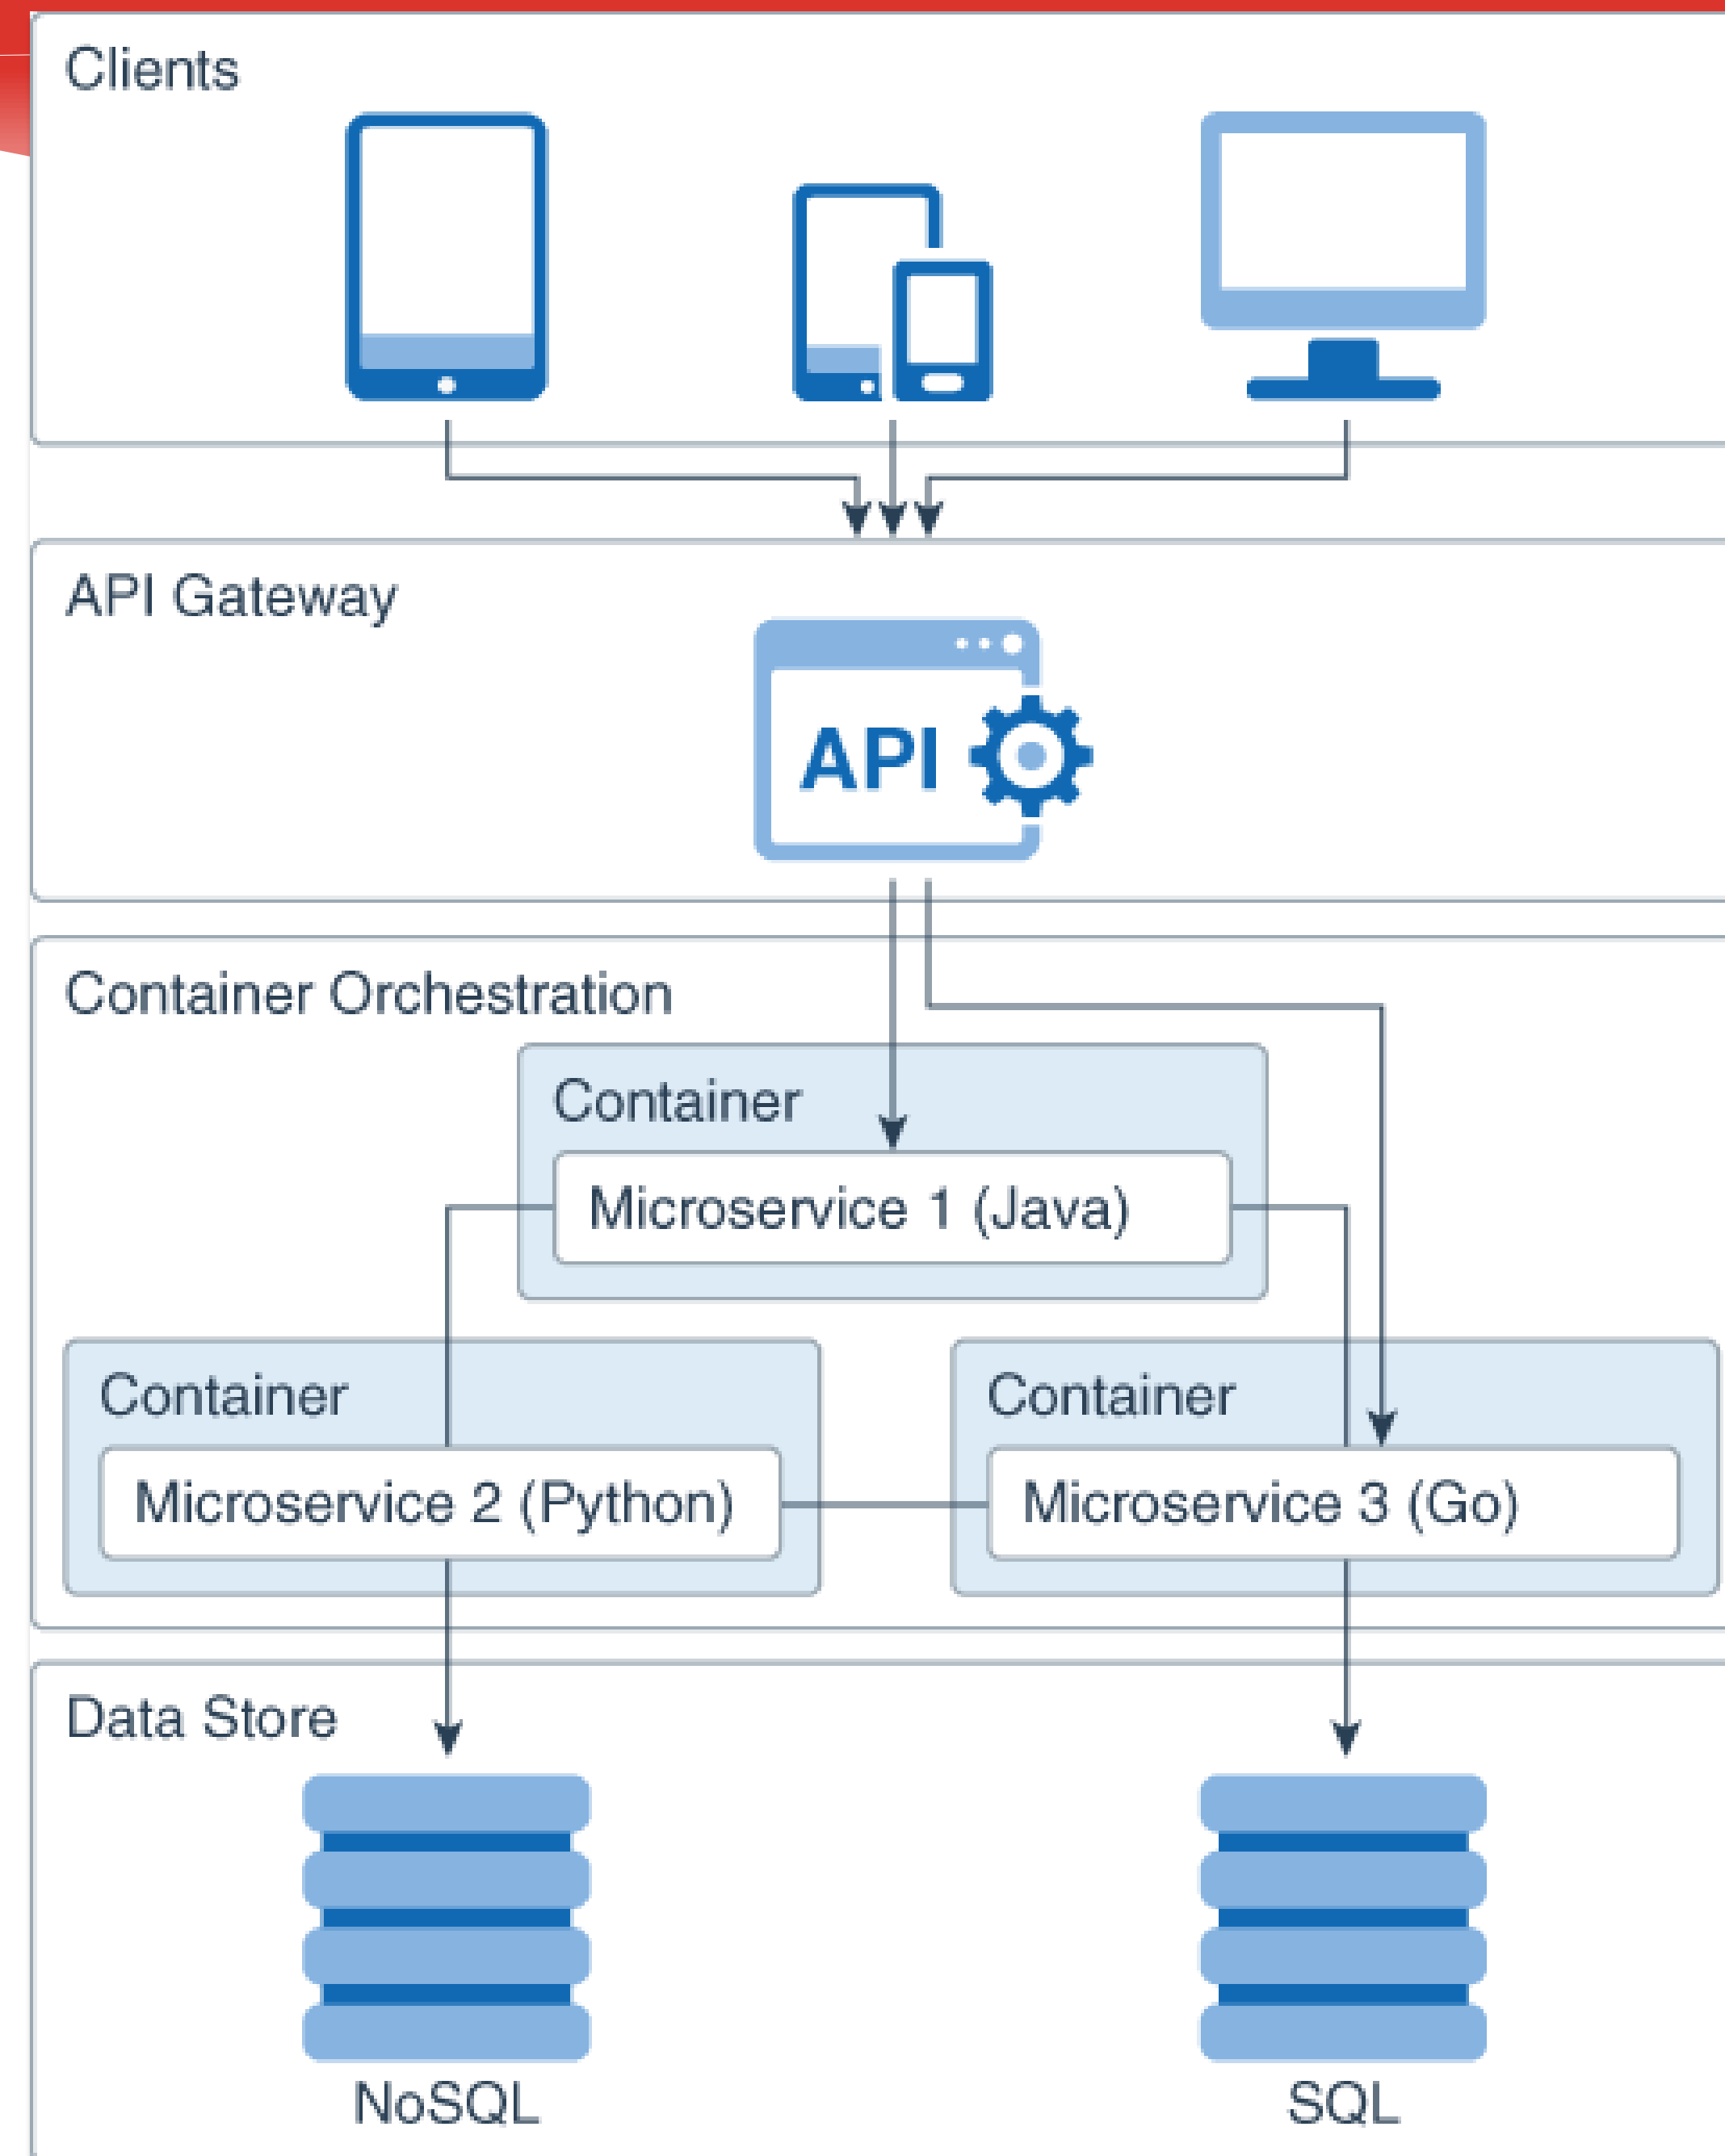 Clients
API Gateway
API
Container Orchestration
Container
Microservice 1 (Java)
Container
Container
Microservice 2 (Python)
Microservice 3 (Go)
Data Store
NoSQL
SQL